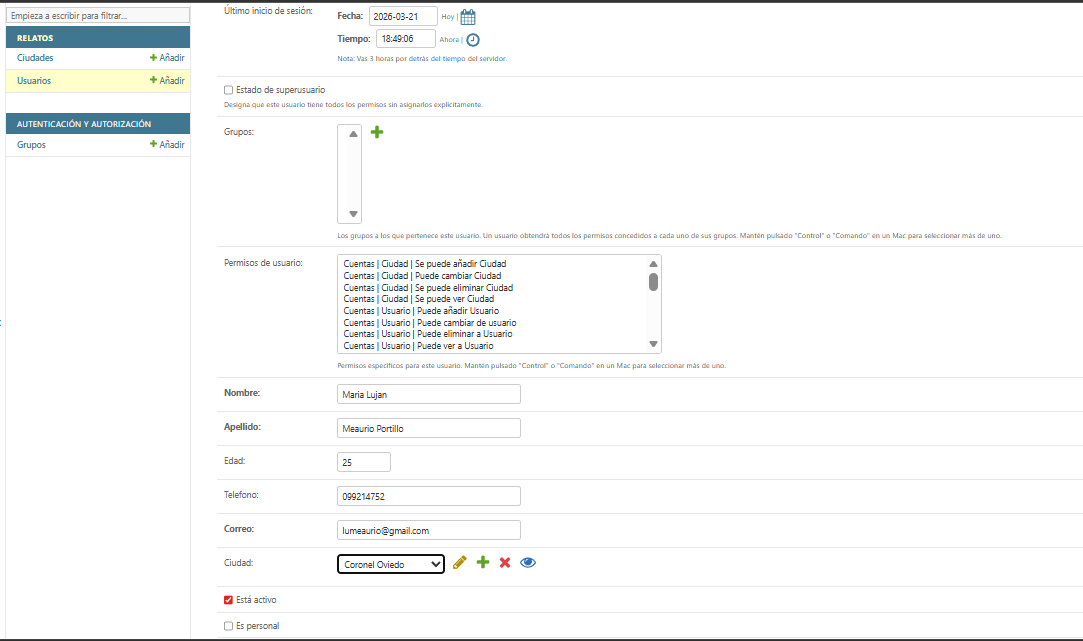 Empieza a escribir para filtrar...
RELATOS
Ciudades
Añadir
Usuarios
Añadir
AUTENTICACIÓN Y AUTORIZACIÓN
Grupos
Añadir
Último inicio de sesión:
Fecha: 2026-03-21 Hoy |
Tiempo: 18:49:06 Ahora |
Nota: Vas 3 horas por detrás del tiempo del servidor.
Estado de superusuario
Designa que este usuario tiene todos los permisos sin asignarlos explícitamente.
Grupos:
Los grupos a los que pertenece este usuario. Un usuario obtendrá todos los permisos concedidos a cada uno de sus grupos. Mantén pulsado "Control" o "Comando" en un Mac para seleccionar más de uno.
Permisos de usuario:
Cuentas | Ciudad | Se puede añadir Ciudad
Cuentas | Ciudad | Puede cambiar Ciudad
Cuentas | Ciudad | Se puede eliminar Ciudad
Cuentas | Ciudad | Se puede ver Ciudad
Cuentas | Usuario | Puede añadir Usuario
Cuentas | Usuario | Puede cambiar de usuario
Cuentas | Usuario | Puede eliminar a Usuario
Cuentas | Usuario | Puede ver a Usuario
Permisos específicos para este usuario. Mantén pulsado "Control" o "Comando" en un Mac para seleccionar más de uno.
Nombre: Maria Lujan
Apellido: Meaurio Portillo
Edad: 25
Telefono: 099214752
Correo: lumeaurio@gmail.com
Ciudad: Coronel Oviedo
Está activo
Es personal